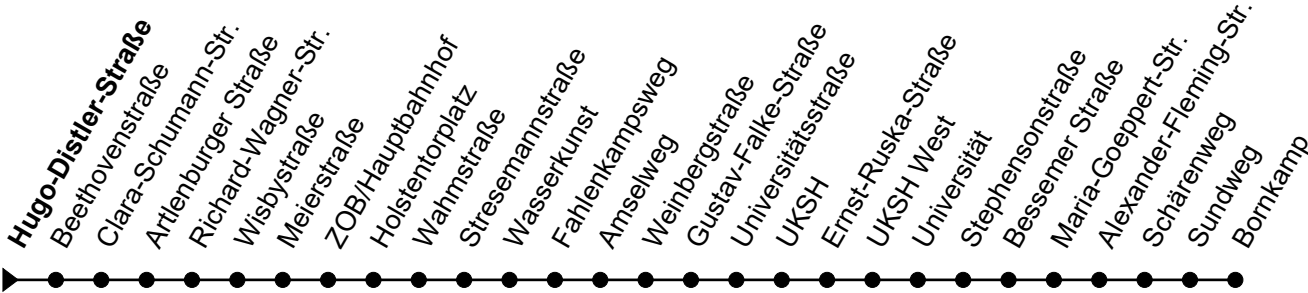 Hugo-Distler-Straße
Beethovenstraße
Clara-Schumann-Str.
Artlenburger Straße
Richard-Wagner-Str.
Wisbystraße
Meierstraße
ZOB/Hauptbahnhof
Holstentorplatz
Wahmstraße
Stresemannstraße
Wasserkunst
Fahlenkampsweg
Amselweg
Weinbergstraße
Gustav-Falke-Straße
Universitätsstraße
UKSH
Ernst-Ruska-Straße
UKSH West
Universität
Stephensonstraße
Bessemer Straße
Maria-Goeppert-Str.
Alexander-Fleming-Str.
Schärenweg
Sundweg
Bornkamp